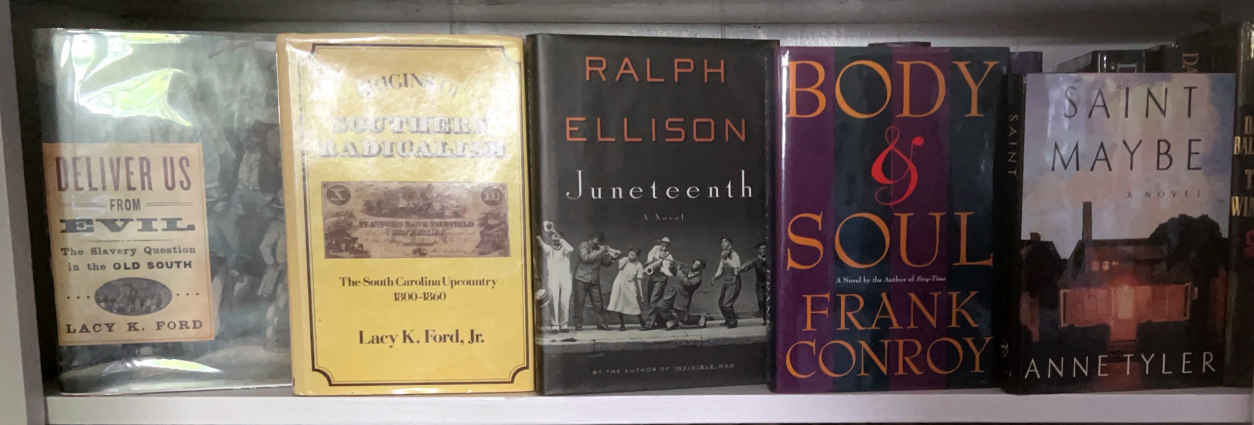 DELIVER US
FROM
EVIL
The Slavery Question
in the OLD SOUTH
LACY K. FORD
ORIGINS OF
SOUTHERN
RADICALISM
X
The South Carolina Upcountry
1800-1860
Lacy K. Ford, Jr.
RALPH
ELLISON
Juneteenth
A Novel
BY THE AUTHOR OF INVISIBLE MAN
BODY
&
SOUL
A Novel by the Author of Stop-Time
FRANK
CONROY
SAINT
SAINT
MAYBE
A NOVEL
ANNE TYLER